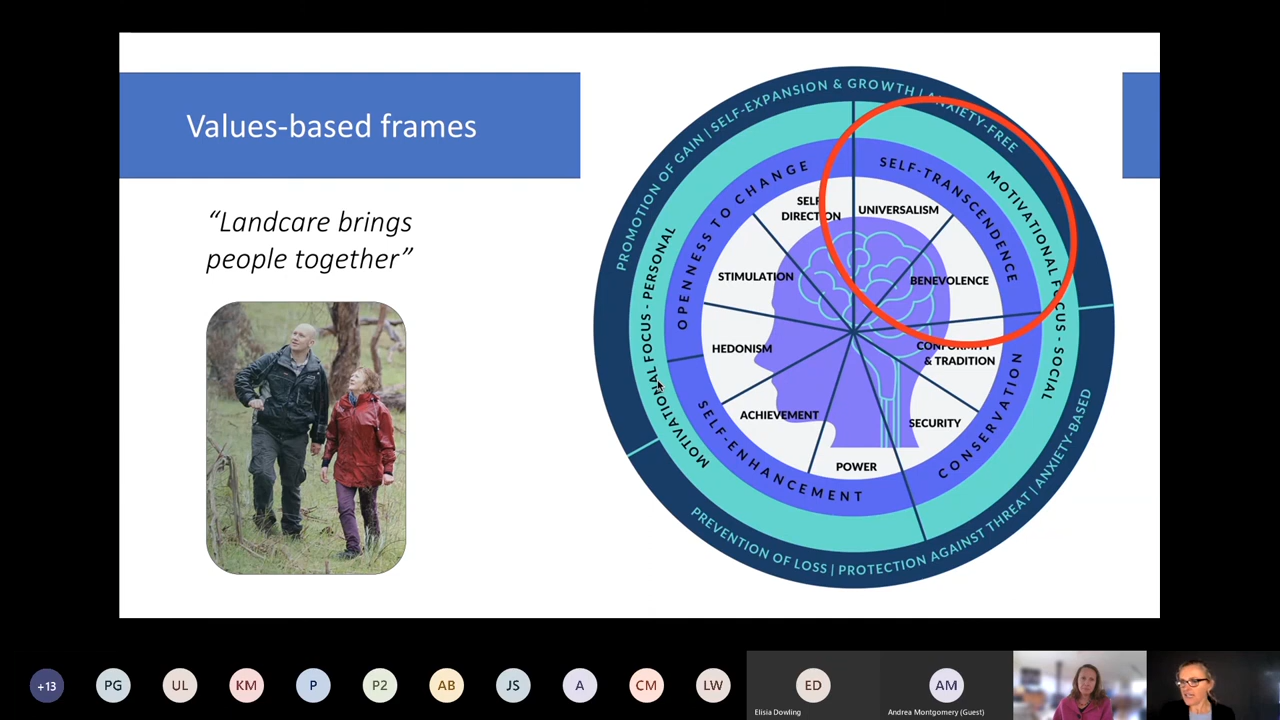 Values-based frames
“Landcare brings
people together”
PROMOTION OF GAIN | SELF-EXPANSION & GROWTH | ANXIETY-FREE
MOTIVATIONAL FOCUS - PERSONAL
MOTIVATIONAL FOCUS - SOCIAL
OPENNESS TO CHANGE
SELF-TRANSCENDENCE
SELF
DIRECTION
UNIVERSALISM
STIMULATION
BENEVOLENCE
HEDONISM
CONFORMITY
& TRADITION
ACHIEVEMENT
SECURITY
POWER
SELF-ENHANCEMENT
CONSERVATION
PREVENTION OF LOSS | PROTECTION AGAINST THREAT | ANXIETY-BASED
+13
PG
UL
KM
P
P2
AB
JS
A
CM
LW
ED
AM
Elisia Dowling
Andrea Montgomery (Guest)